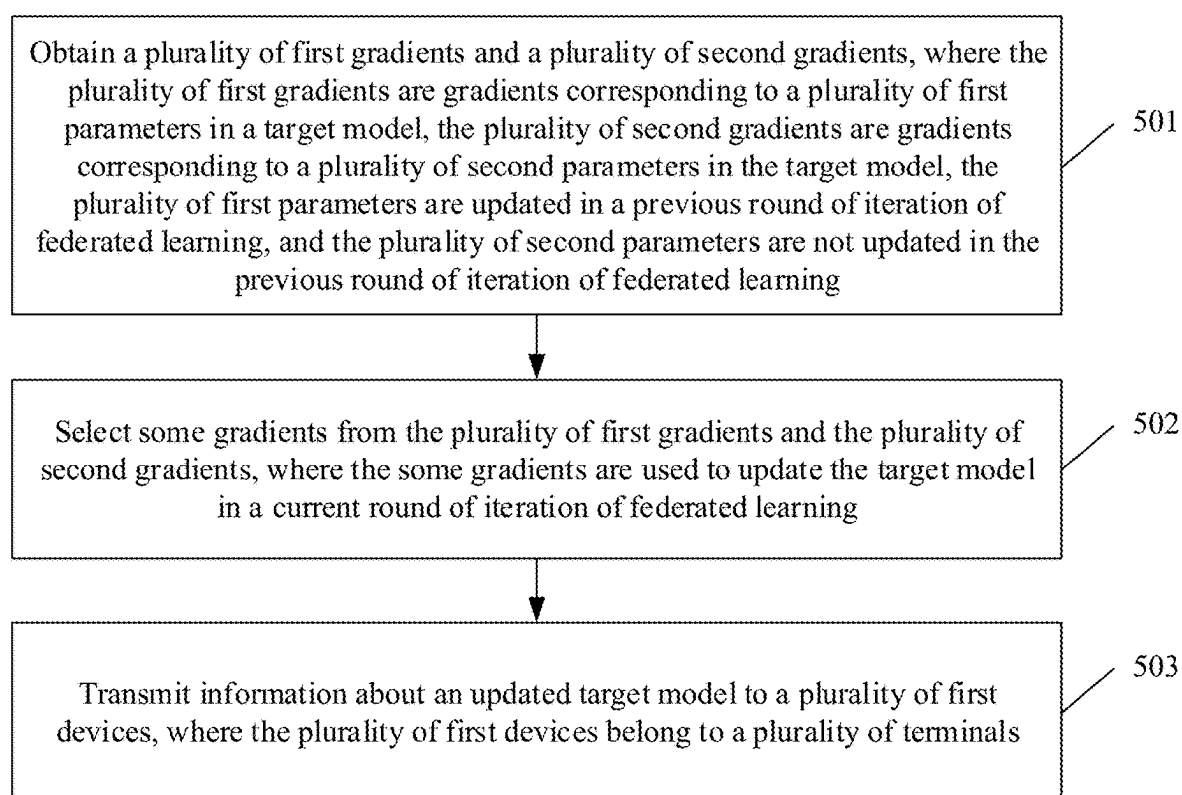 Obtain a plurality of first gradients and a plurality of second gradients, where the
plurality of first gradients are gradients corresponding to a plurality of first
parameters in a target model, the plurality of second gradients are gradients
corresponding to a plurality of second parameters in the target model, the
plurality of first parameters are updated in a previous round of iteration of
federated learning, and the plurality of second parameters are not updated in the
previous round of iteration of federated learning
501
Select some gradients from the plurality of first gradients and the plurality of
second gradients, where the some gradients are used to update the target model
in a current round of iteration of federated learning
502
Transmit information about an updated target model to a plurality of first
devices, where the plurality of first devices belong to a plurality of terminals
503